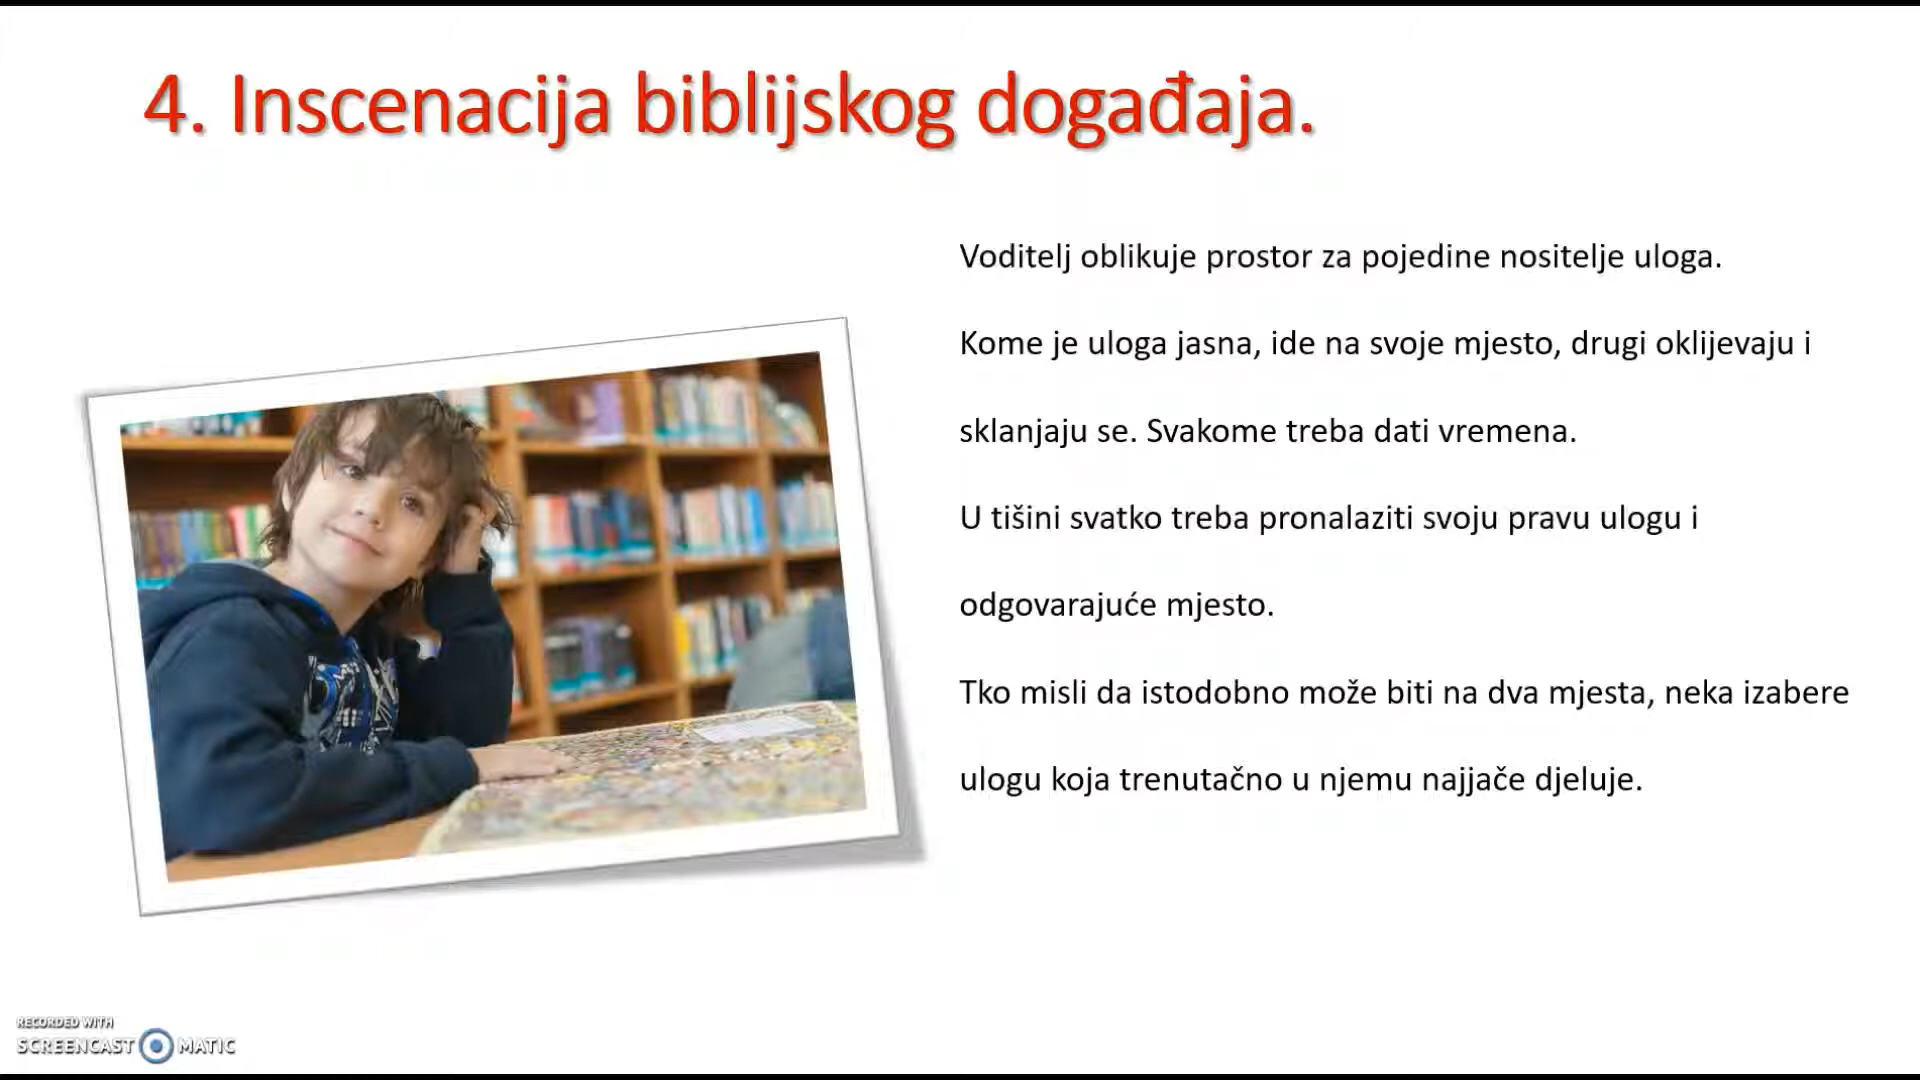 4. Inscenacija biblijskog događaja.
Voditelj oblikuje prostor za pojedine nositelje uloga.
Kome je uloga jasna, ide na svoje mjesto, drugi oklijevaju i
sklanjaju se. Svakome treba dati vremena.
U tišini svatko treba pronalaziti svoju pravu ulogu i
odgovarajuće mjesto.
Tko misli da istodobno može biti na dva mjesta, neka izabere
ulogu koja trenutačno u njemu najjače djeluje.
RECORDED WITH
SCREENCAST MATIC